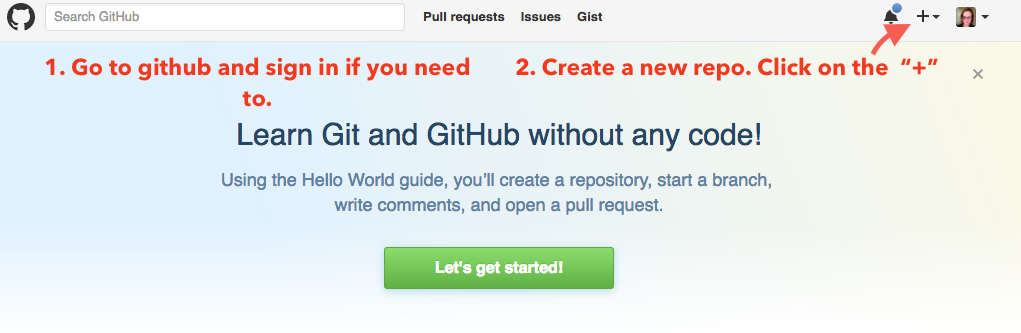 Search GitHub
Pull requests Issues Gist
1. Go to github and sign in if you need
to.
2. Create a new repo. Click on the “+”
Learn Git and GitHub without any code!
Using the Hello World guide, you’ll create a repository, start a branch,
write comments, and open a pull request.
Let's get started!